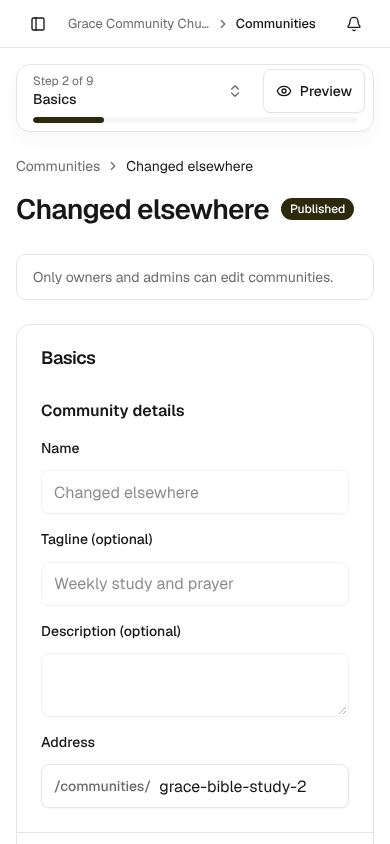 Grace Community Chu... > Communities
Step 2 of 9
Basics
Preview
Communities > Changed elsewhere
Changed elsewhere Published
Only owners and admins can edit communities.
Basics
Community details
Name
Changed elsewhere
Tagline (optional)
Weekly study and prayer
Description (optional)
Address
/communities/ grace-bible-study-2